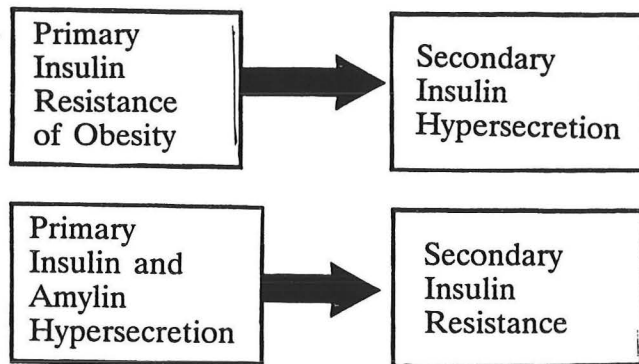 Primary
Insulin
Resistance
of Obesity
Secondary
Insulin
Hypersecretion
Primary
Insulin and
Amylin
Hypersecretion
Secondary
Insulin
Resistance